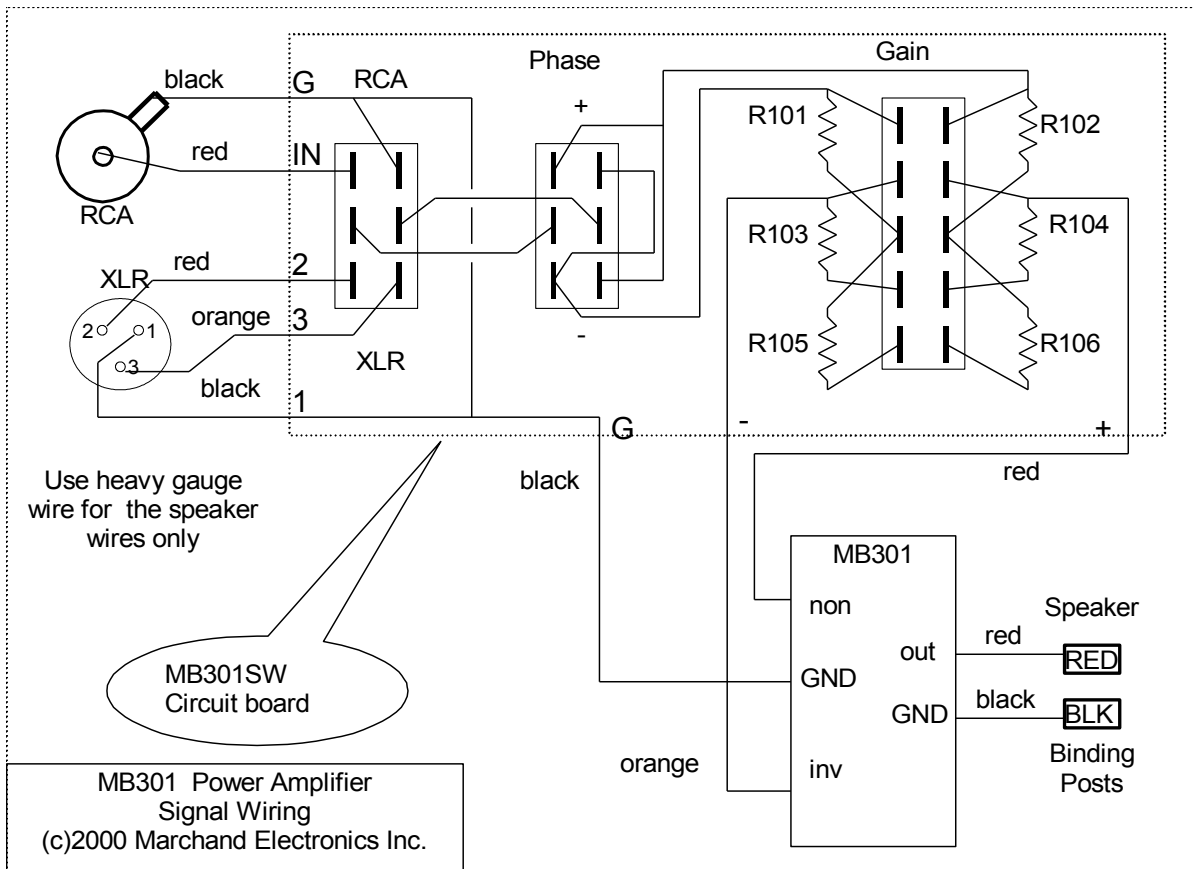 black
G
RCA
Phase
Gain
+
R101
R102
red
IN
RCA
R103
R104
XLR
red
2
orange
3
2
1
3
-
R105
R106
XLR
black
1
G
-
+
black
red
Use heavy gauge
wire for the speaker
wires only
MB301
non
Speaker
out
red
RED
MB301SW
Circuit board
GND
GND
black
BLK
orange
inv
Binding
Posts
MB301 Power Amplifier
Signal Wiring
(c)2000 Marchand Electronics Inc.